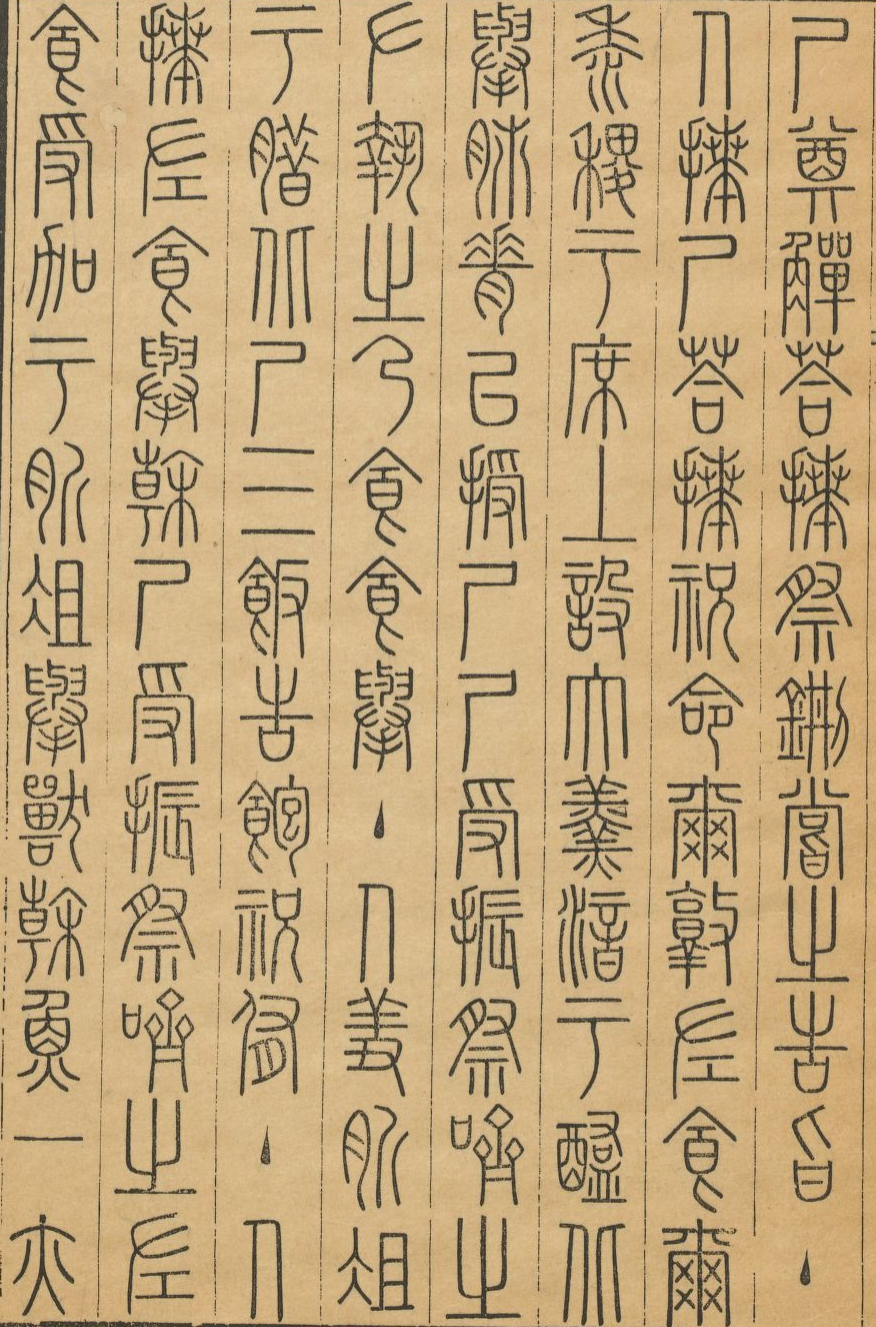 尸奠觶答拜祭鉶嘗之告旨主
人拜尸答拜祝命爾敦佐食爾
黍稷于席上設大羹湆于醢北
舉肺脊以授尸尸受振祭嚌之
左執之乃食食舉主人羞肵俎
于腊北尸三飯告飽祝侑主人
拜佐食舉幹尸受振祭嚌之佐
食受加于肵俎舉獸幹魚一亦